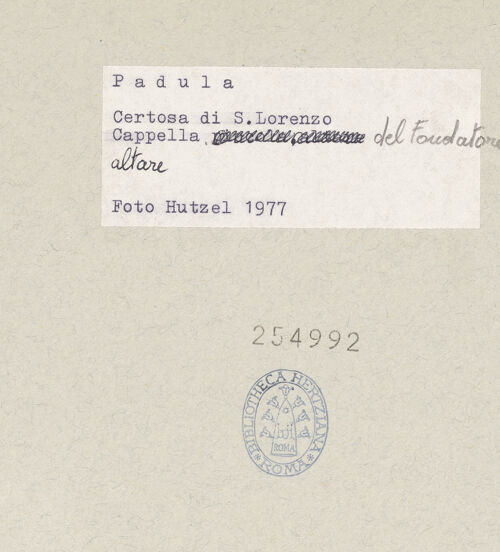 P a d u l a
Certosa di S.Lorenzo
Cappella del Fondatore
altare
Foto Hutzel 1977
254992
BIBLIOTHECA HERTZIANA
ROMA
*ROMA*